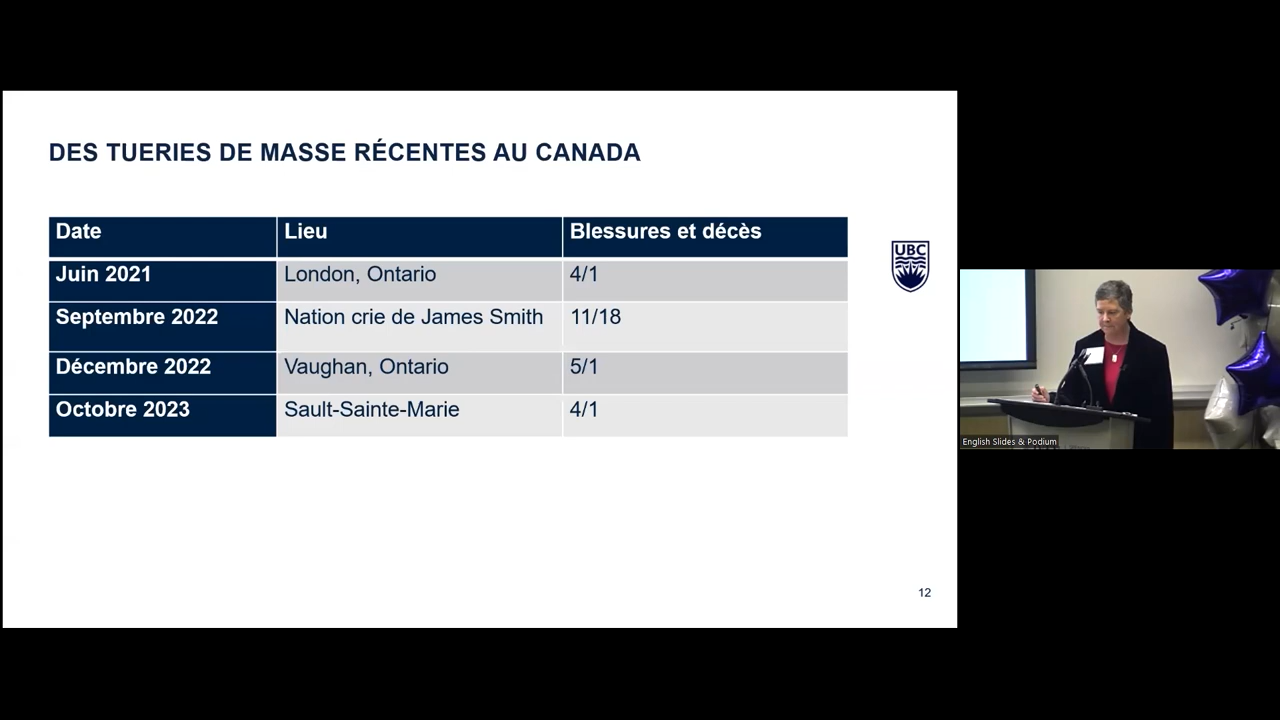 DES TUERIES DE MASSE RÉCENTES AU CANADA
Date Lieu Blessures et décès
Juin 2021 London, Ontario 4/1
Septembre 2022 Nation crie de James Smith 11/18
Décembre 2022 Vaughan, Ontario 5/1
Octobre 2023 Sault-Sainte-Marie 4/1
UBC
12
English Slides & Podium